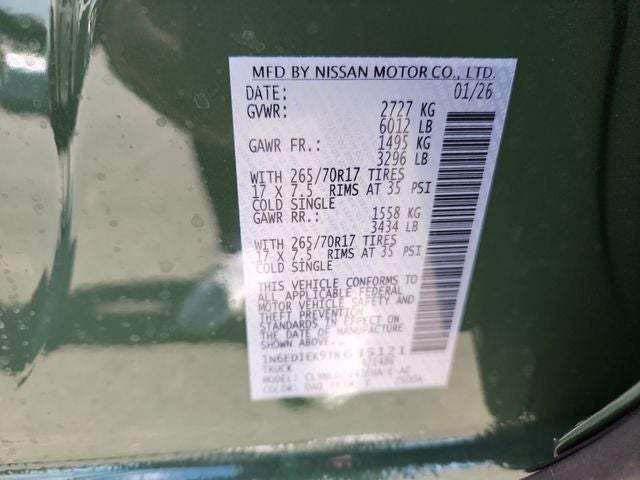 MFD BY NISSAN MOTOR CO., LTD.
DATE: 01/26
GVWR: 2727 KG
6012 LB
GAWR FR.: 1495 KG
3296 LB
WITH 265/70R17 TIRES
17 X 7.5 RIMS AT 35 PSI
COLD SINGLE
GAWR RR.: 1558 KG
3434 LB
WITH 265/70R17 TIRES
17 X 7.5 RIMS AT 35 PSI
COLD SINGLE
THIS VEHICLE CONFORMS TO
ALL APPLICABLE FEDERAL
MOTOR VEHICLE SAFETY AND
THEFT PREVENTION
STANDARDS IN EFFECT ON
THE DATE OF MANUFACTURE
SHOWN ABOVE.
TRUCK
MODEL:
COLOR: DAQ TRIM: